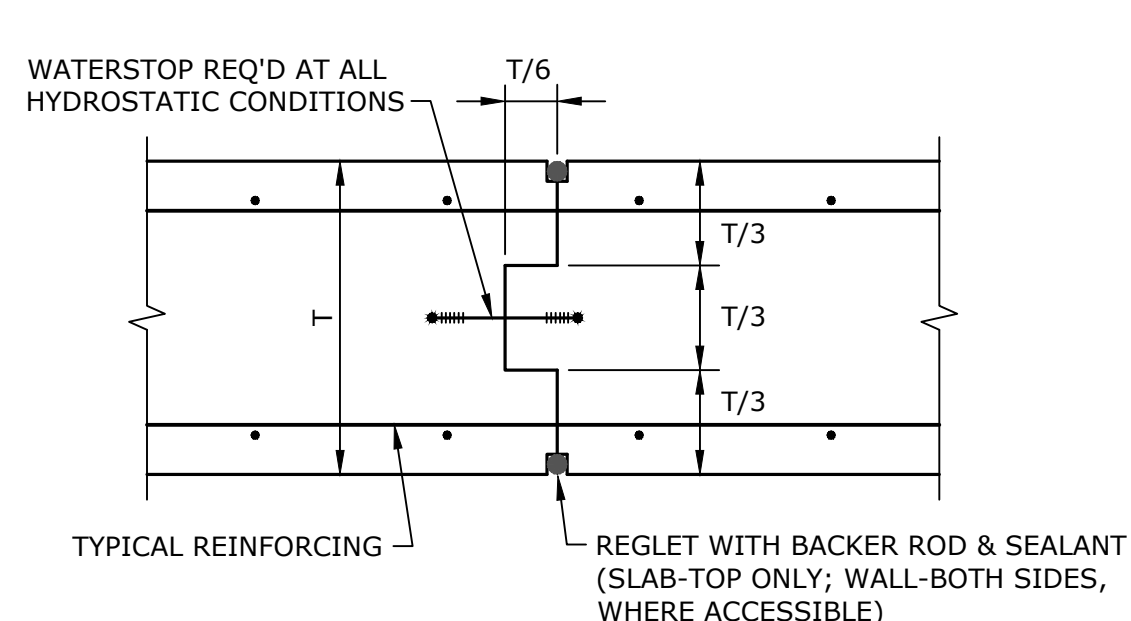 WATERSTOP REQ'D AT ALL
HYDROSTATIC CONDITIONS
T/6
T
T/3
T/3
T/3
TYPICAL REINFORCING
REGLET WITH BACKER ROD & SEALANT
(SLAB-TOP ONLY; WALL-BOTH SIDES,
WHERE ACCESSIBLE)